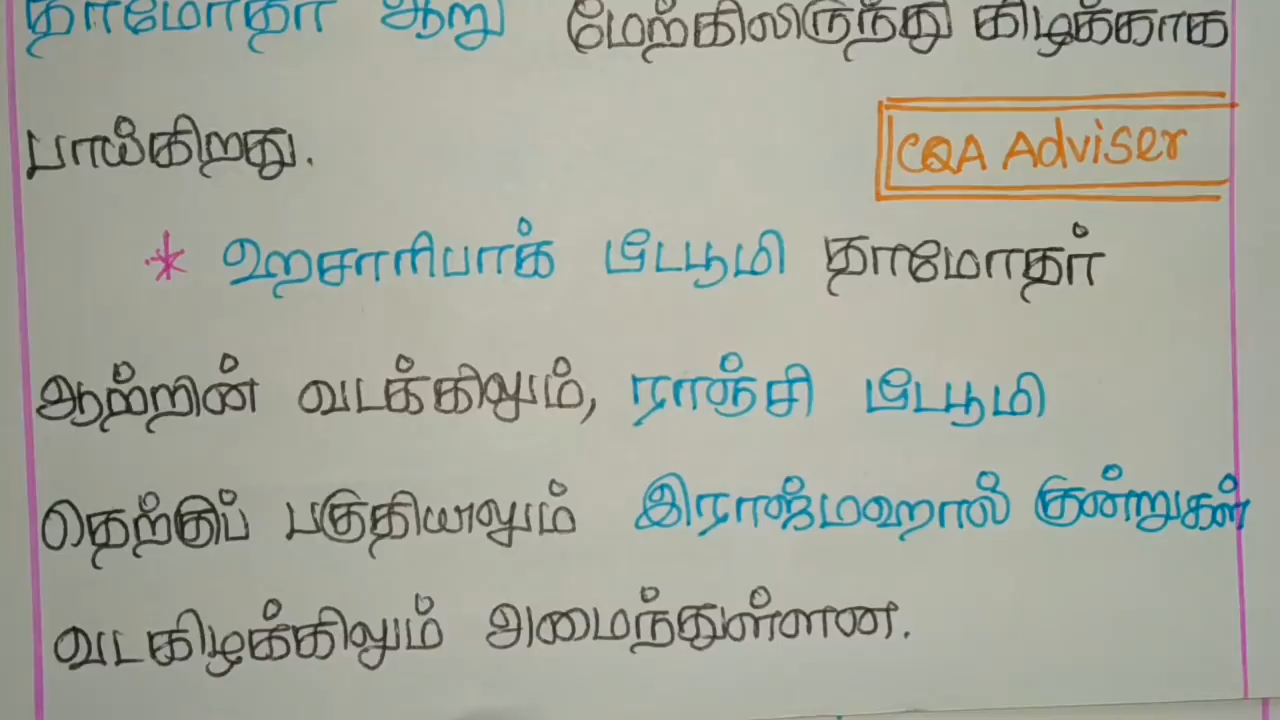 தாமோதர் ஆறு மேற்கிலிருந்து கிழக்காக
பாய்கிறது.
CQA Adviser
* ஹசாரிபாக் பீடபூமி தாமோதர்
ஆற்றின் வடக்கிலும், ராஞ்சி பீடபூமி
தெற்குப் பகுதியிலும் இராஜ்மஹால் குன்றுகள்
வடகிழக்கிலும் அமைந்துள்ளன.